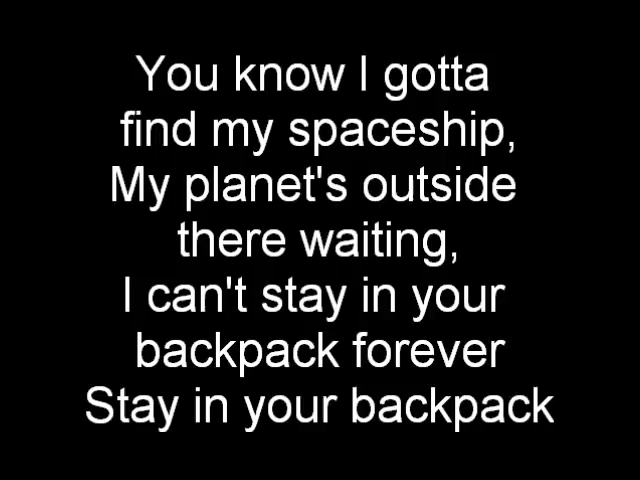 You know I gotta
find my spaceship,
My planet's outside
there waiting,
I can't stay in your
backpack forever
Stay in your backpack